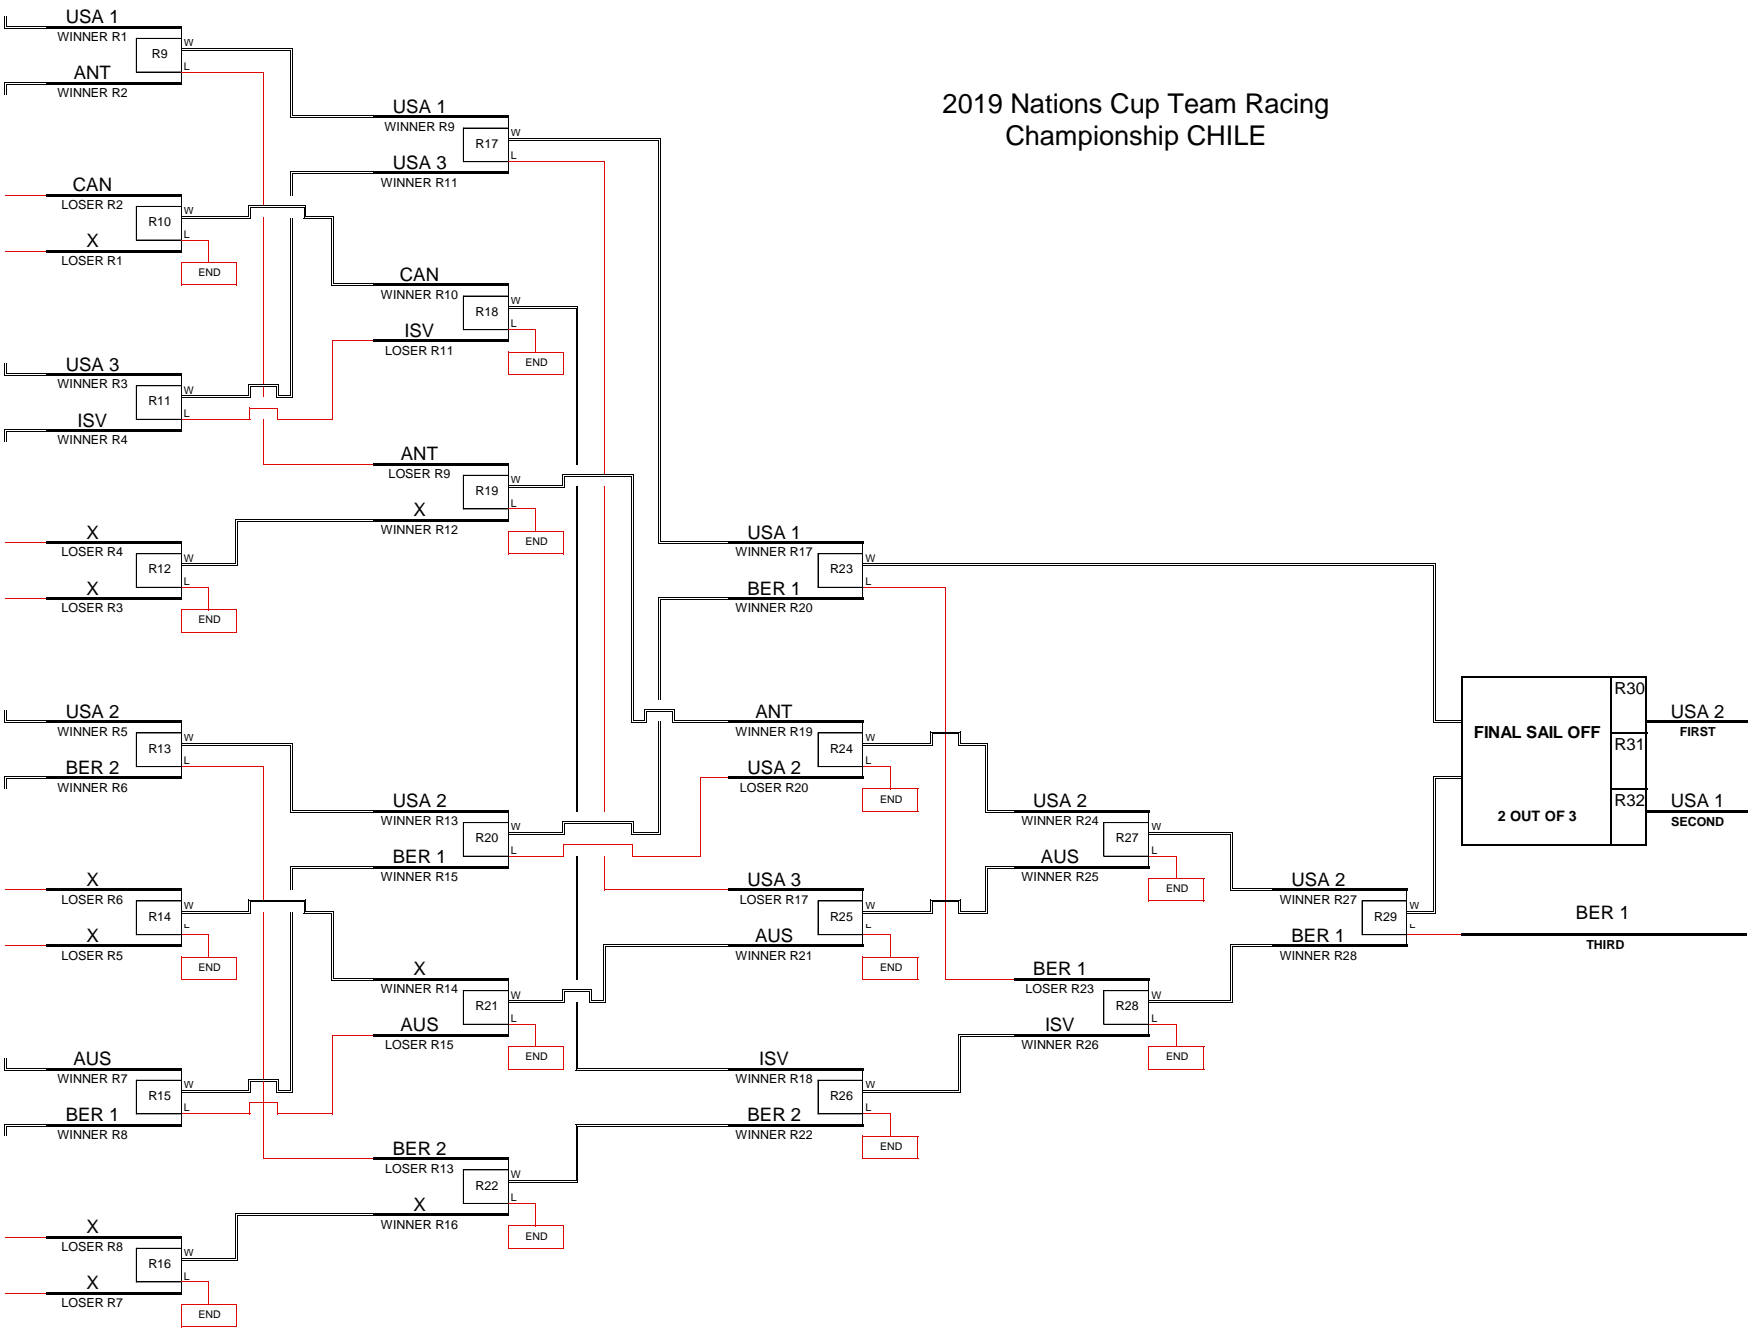 2019 Nations Cup Team Racing
Championship CHILE
USA 1
WINNER R1
R9
W
L
ANT
WINNER R2
CAN
LOSER R2
R10
W
L
X
LOSER R1
END
USA 3
WINNER R3
R11
W
L
ISV
WINNER R4
X
LOSER R4
R12
W
L
X
LOSER R3
END
USA 2
WINNER R5
R13
W
L
BER 2
WINNER R6
X
LOSER R6
R14
W
L
X
LOSER R5
END
AUS
WINNER R7
R15
W
L
BER 1
WINNER R8
X
LOSER R8
R16
W
L
X
LOSER R7
END
USA 1
WINNER R9
R17
W
L
USA 3
WINNER R11
CAN
WINNER R10
R18
W
L
ISV
LOSER R11
END
ANT
LOSER R9
R19
W
L
X
WINNER R12
END
USA 2
WINNER R13
R20
W
L
BER 1
WINNER R15
X
WINNER R14
R21
W
L
AUS
LOSER R15
END
BER 2
LOSER R13
R22
W
L
X
WINNER R16
END
USA 1
WINNER R17
R23
W
L
BER 1
WINNER R20
ANT
WINNER R19
R24
W
L
USA 2
LOSER R20
END
USA 3
LOSER R17
R25
W
L
AUS
WINNER R21
END
ISV
WINNER R18
R26
W
L
BER 2
WINNER R22
END
USA 2
WINNER R24
R27
W
L
AUS
WINNER R25
END
BER 1
LOSER R23
R28
W
L
ISV
WINNER R26
END
USA 2
WINNER R27
R29
W
L
BER 1
WINNER R28
FINAL SAIL OFF
2 OUT OF 3
R30
R31
R32
USA 2
FIRST
USA 1
SECOND
BER 1
THIRD